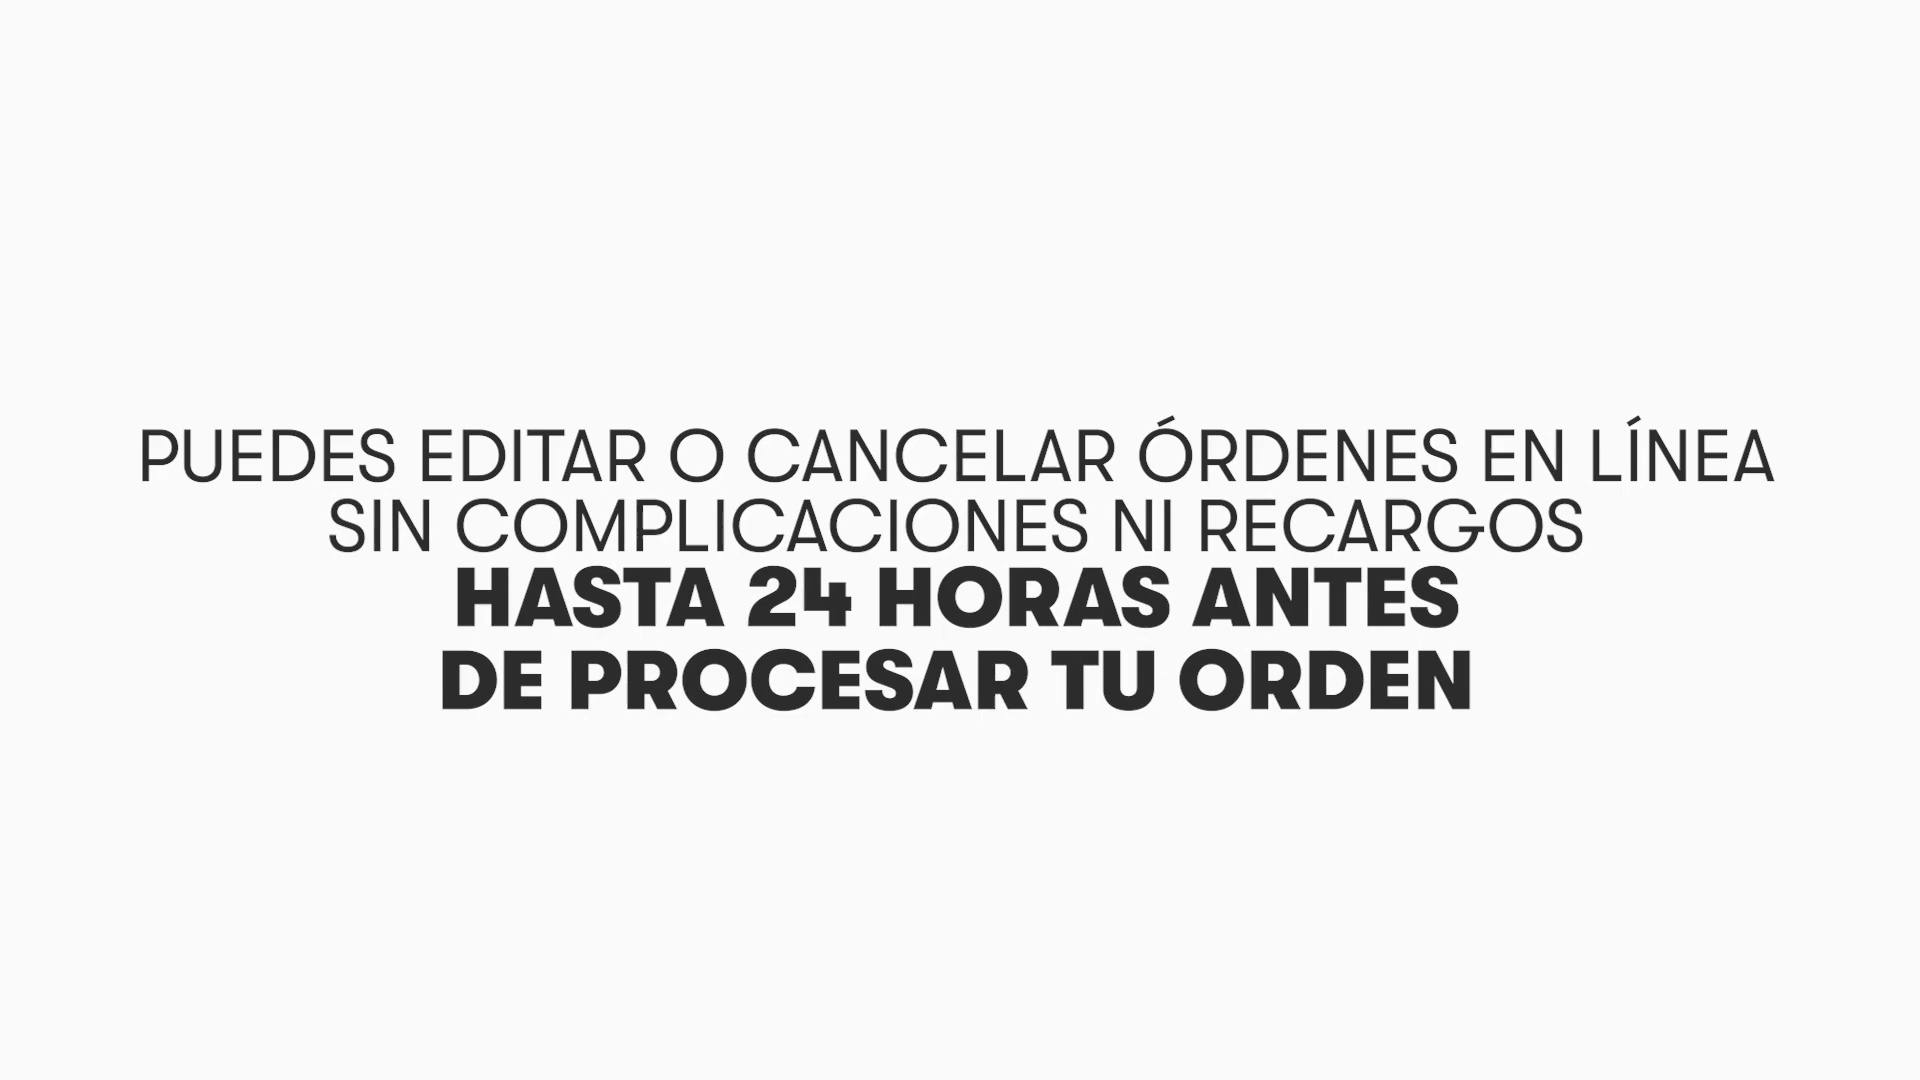 PUEDES EDITAR O CANCELAR ÓRDENES EN LÍNEA
SIN COMPLICACIONES NI RECARGOS
HASTA 24 HORAS ANTES
DE PROCESAR TU ORDEN